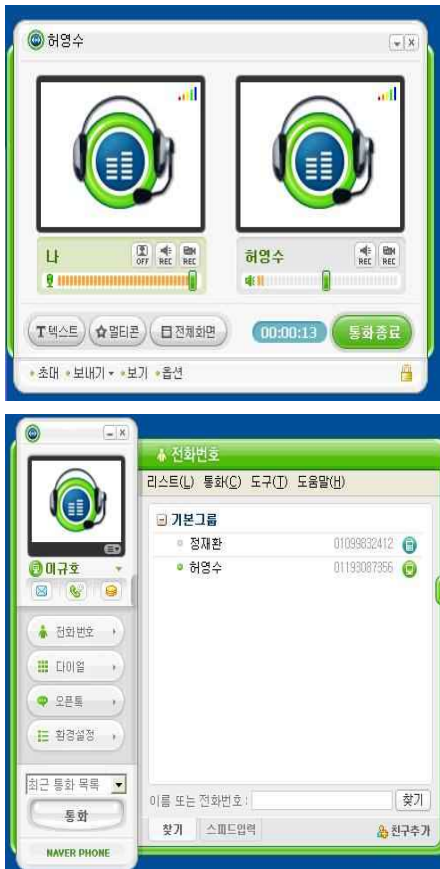 허영수
나
OFF REC REC
허영수
REC REC
T텍스트 멀티콘 전체화면 00:00:13 통화종료
초대 보내기 보기 옵션
전화번호
리스트(L) 통화(C) 도구(T) 도움말(H)
기본그룹
정재환 01099832412
허영수 01193087356
이규호
전화번호
다이얼
오픈톡
환경설정
최근 통화 목록
통화
NAVER PHONE
이름 또는 전화번호: 찾기
찾기 스피드입력 친구추가